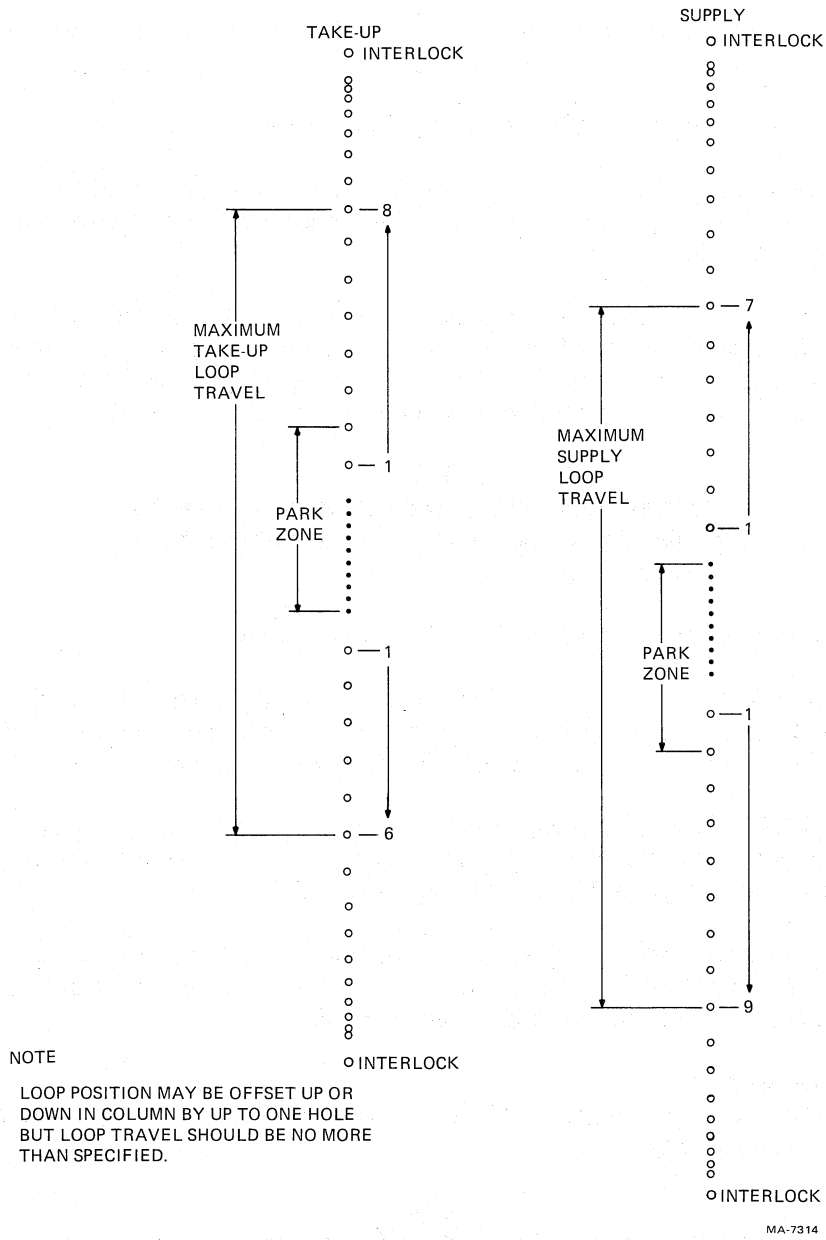 TAKE-UP
INTERLOCK
8
MAXIMUM
TAKE-UP
LOOP
TRAVEL
1
PARK
ZONE
1
6
INTERLOCK
SUPPLY
INTERLOCK
7
MAXIMUM
SUPPLY
LOOP
TRAVEL
1
PARK
ZONE
1
9
INTERLOCK
NOTE
LOOP POSITION MAY BE OFFSET UP OR
DOWN IN COLUMN BY UP TO ONE HOLE
BUT LOOP TRAVEL SHOULD BE NO MORE
THAN SPECIFIED.
MA-7314